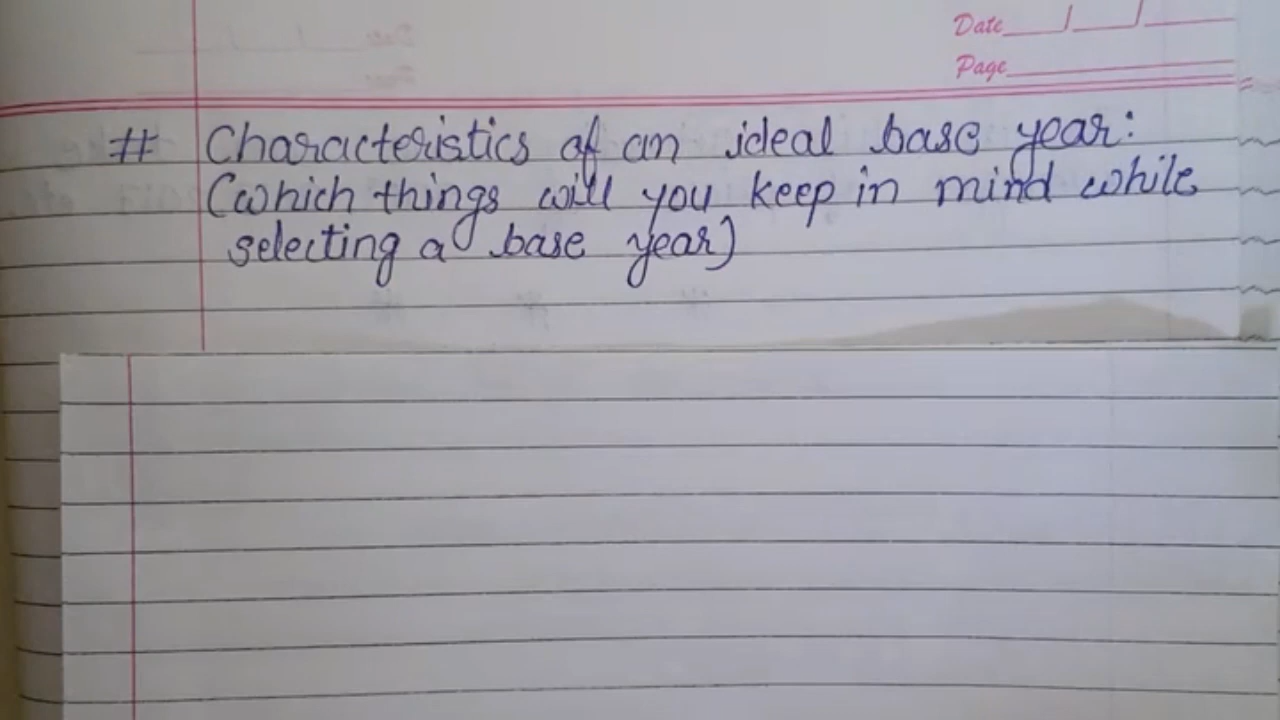 Date / /
Page
# Characteristics of an ideal base year:
(which things will you keep in mind while
selecting a base year)